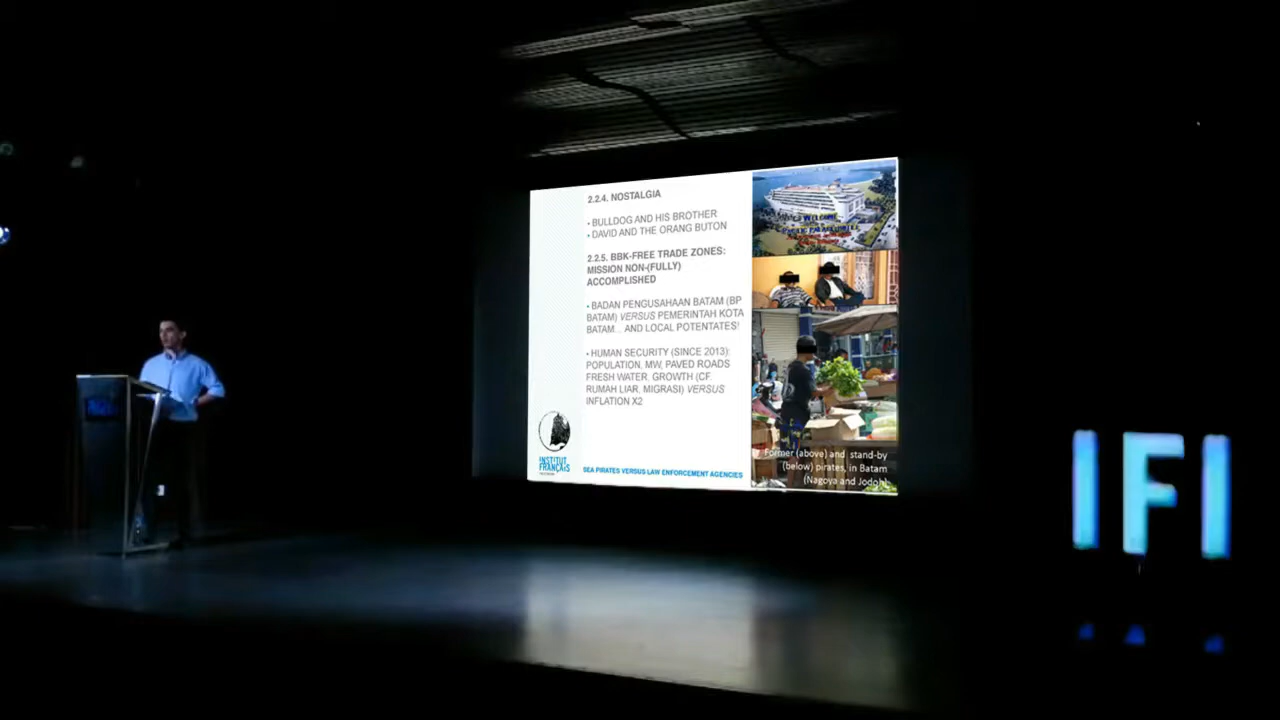 2.2.4. NOSTALGIA
• BULLDOG AND HIS BROTHER
• DAVID AND THE ORANG BUTON
2.2.5. BBK-FREE TRADE ZONES:
MISSION NON-(FULLY)
ACCOMPLISHED
• BADAN PENGUSAHAAN BATAM (BP
BATAM) VERSUS PEMERINTAH KOTA
BATAM... AND LOCAL POTENTATES!
• HUMAN SECURITY (SINCE 2013):
POPULATION, MW, PAVED ROADS
FRESH WATER, GROWTH (CF.
RUMAH LIAR, MIGRASI) VERSUS
INFLATION X2
INSTITUT
FRANÇAIS
SEA PIRATES VERSUS LAW ENFORCEMENT AGENCIES
WELCOME
Former (above) and stand-by
(below) pirates, in Batam
(Nagoya and Jodoh)
IFI